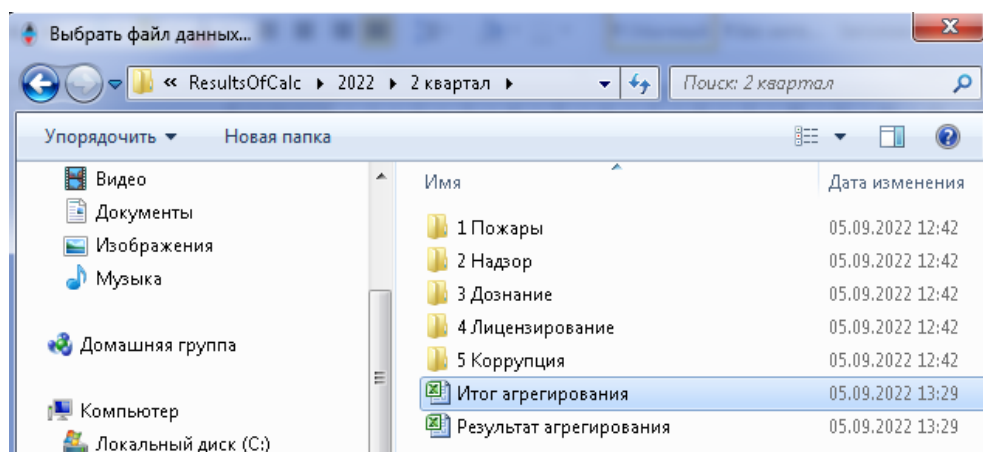 Выбрать файл данных...
« ResultsOfCalc 2022 2 квартал Поиск: 2 квартал
Упорядочить Новая папка
Имя Дата изменения
Видео
Документы
Изображения
Музыка
Домашняя группа
Компьютер
Локальный диск (C:)
1 Пожары 05.09.2022 12:42
2 Надзор 05.09.2022 12:42
3 Дознание 05.09.2022 12:42
4 Лицензирование 05.09.2022 12:42
5 Коррупция 05.09.2022 12:42
Итог агрегирования 05.09.2022 13:29
Результат агрегирования 05.09.2022 13:29